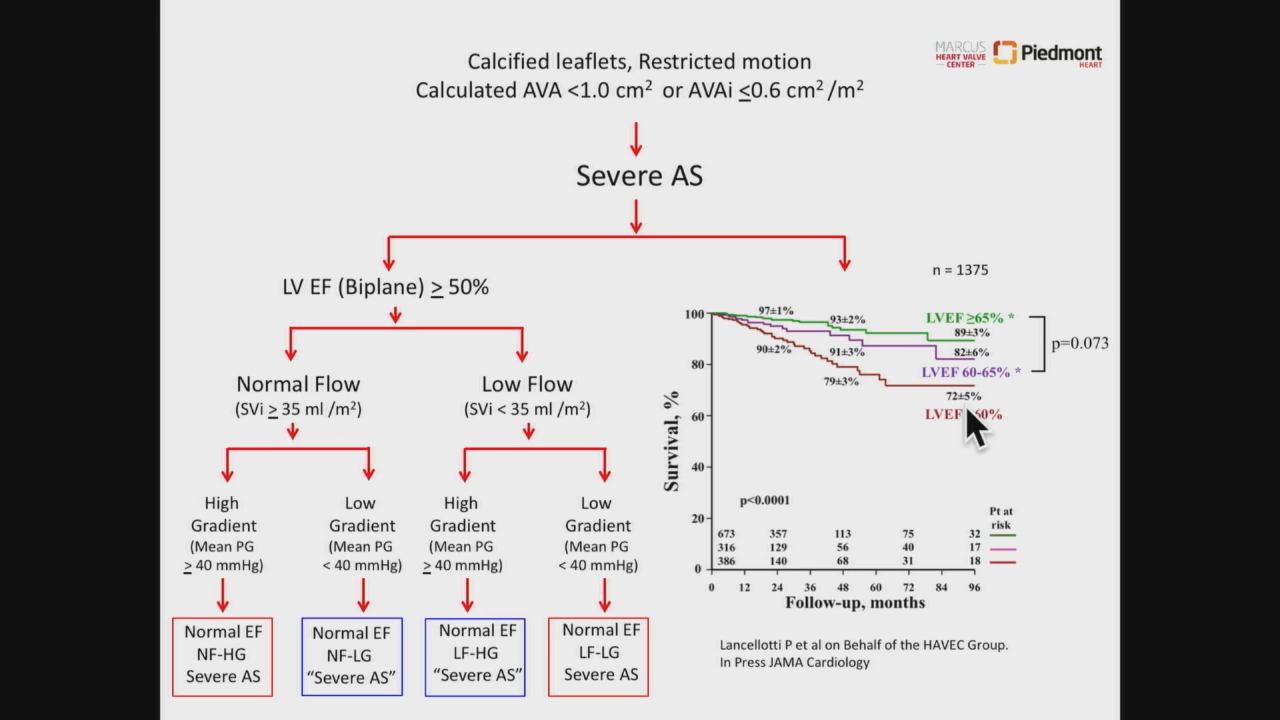 Calcified leaflets, Restricted motion
Calculated AVA <1.0 cm² or AVAi ≤0.6 cm²/m²
MARCUS
HEART VALVE
CENTER
Piedmont
HEART
Severe AS
LV EF (Biplane) ≥ 50%
Normal Flow
(SVi ≥ 35 ml /m²)
Low Flow
(SVi < 35 ml /m²)
High
Gradient
(Mean PG
≥ 40 mmHg)
Low
Gradient
(Mean PG
< 40 mmHg)
High
Gradient
(Mean PG
≥ 40 mmHg)
Low
Gradient
(Mean PG
< 40 mmHg)
Normal EF
NF-HG
Severe AS
Normal EF
NF-LG
“Severe AS”
Normal EF
LF-HG
“Severe AS”
Normal EF
LF-LG
Severe AS
n = 1375
Survival, %
100
80
60
40
20
0
97±1%
93±2%
LVEF ≥65% *
89±3%
90±2%
91±3%
82±6%
LVEF 60-65% *
p=0.073
79±3%
72±5%
LVEF 60%
p<0.0001
Pt at
risk
673 357 113 75 32
316 129 56 40 17
386 140 68 31 18
0 12 24 36 48 60 72 84 96
Follow-up, months
Lancellotti P et al on Behalf of the HAVEC Group.
In Press JAMA Cardiology